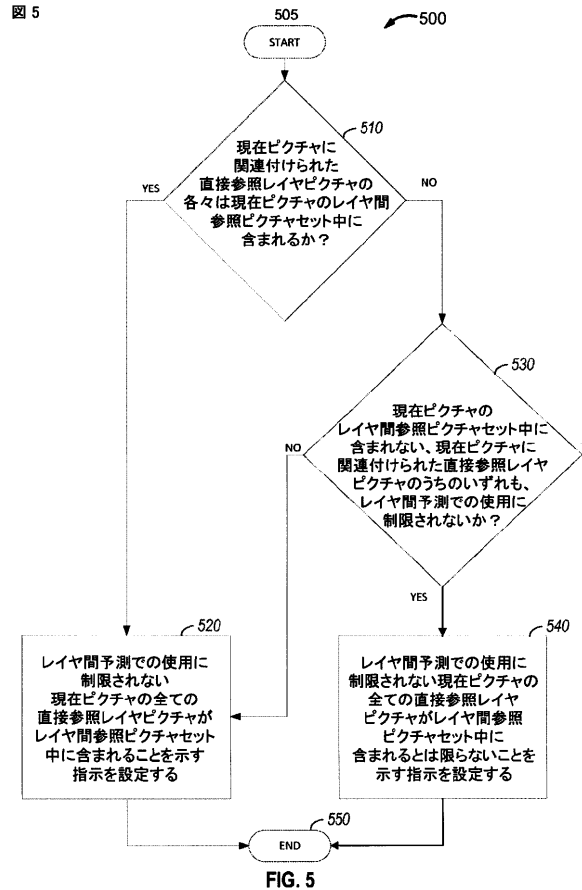 図 5
505
500
START
510
現在ピクチャに
関連付けられた
直接参照レイヤピクチャの
各々は現在ピクチャのレイヤ間
参照ピクチャセット中に
含まれるか？
YES
NO
530
現在ピクチャの
レイヤ間参照ピクチャセット中に
含まれない、現在ピクチャに
関連付けられた直接参照レイヤ
ピクチャのうちのいずれも、
レイヤ間予測での使用に
制限されないか？
NO
YES
520
レイヤ間予測での使用に
制限されない
現在ピクチャの全ての
直接参照レイヤピクチャが
レイヤ間参照ピクチャセット
中に含まれることを示す
指示を設定する
540
レイヤ間予測での使用に
制限されない現在ピクチャの
全ての直接参照レイヤ
ピクチャがレイヤ間参照
ピクチャセット中に
含まれるとは限らないことを
示す指示を設定する
550
END
FIG. 5